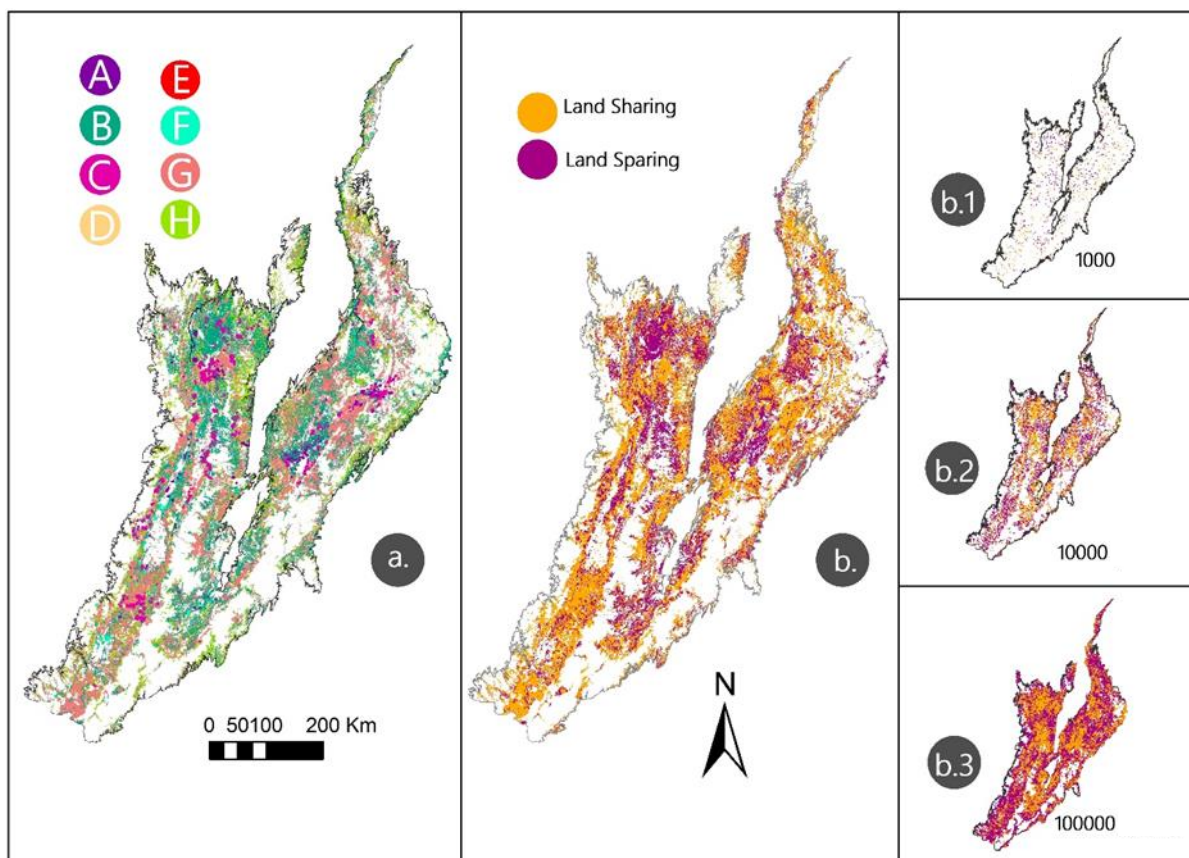 A E
B F
C G
D H
a.
0 50100 200 Km
Land Sharing
Land Sparing
b.
N
b.1
1000
b.2
10000
b.3
100000